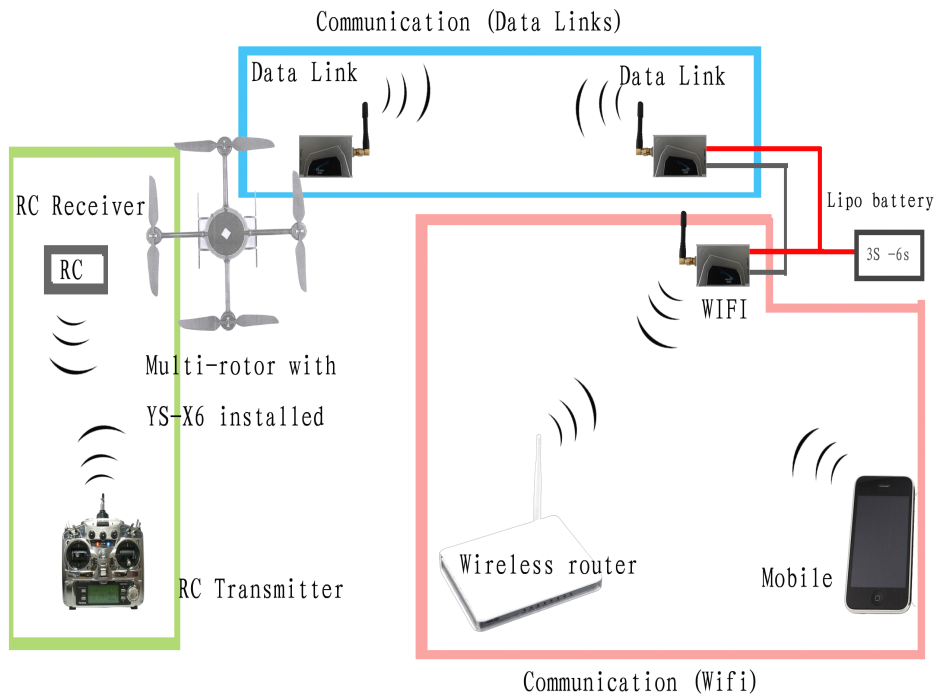 Communication (Data Links)
Data Link
Data Link
RC Receiver
Lipo battery
RC
3S -6s
WIFI
Multi-rotor with
YS-X6 installed
Wireless router
Mobile
RC Transmitter
Communication (Wifi)